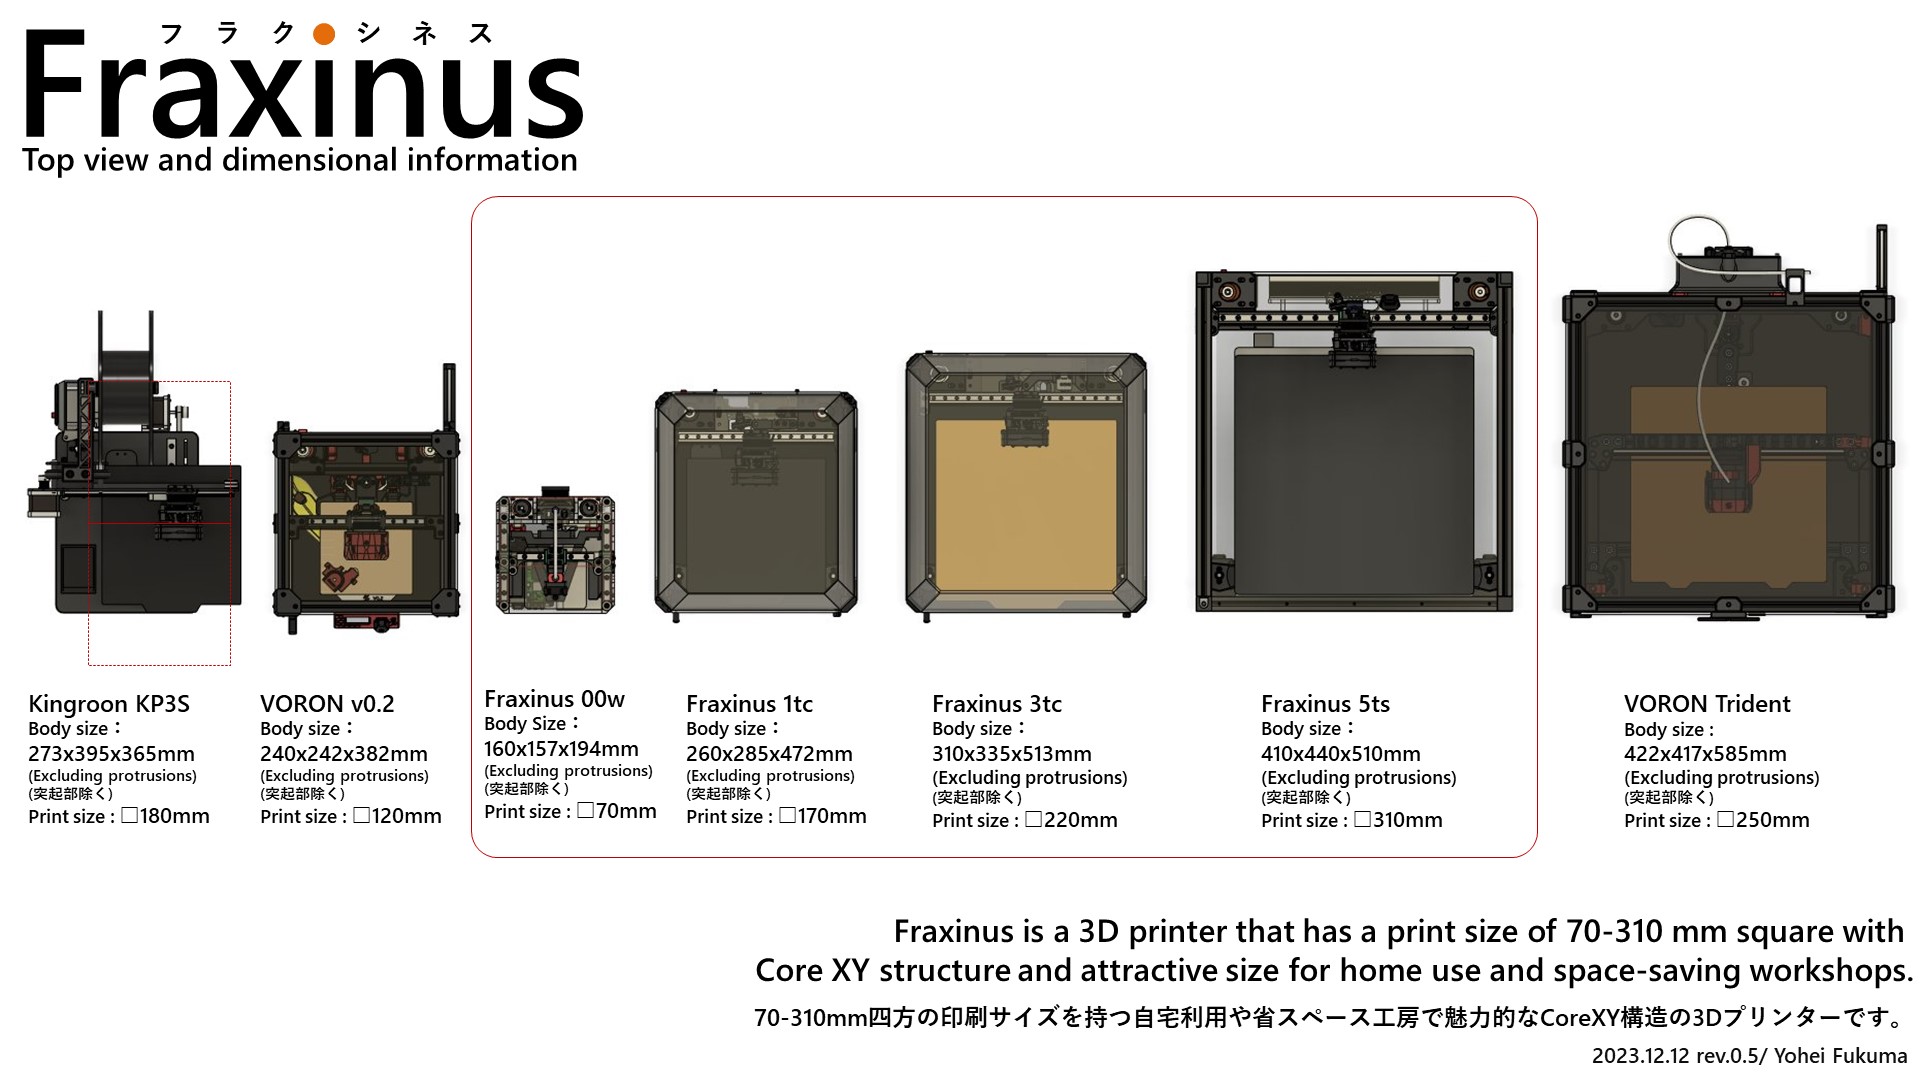 フラクシネス
Fraxinus
Top view and dimensional information
Kingroon KP3S
Body size：
273x395x365mm
(Excluding protrusions)
(突起部除く)
Print size : □180mm
VORON v0.2
Body size：
240x242x382mm
(Excluding protrusions)
(突起部除く)
Print size : □120mm
Fraxinus 00w
Body Size：
160x157x194mm
(Excluding protrusions)
(突起部除く)
Print size : □70mm
Fraxinus 1tc
Body size：
260x285x472mm
(Excluding protrusions)
(突起部除く)
Print size : □170mm
Fraxinus 3tc
Body size：
310x335x513mm
(Excluding protrusions)
(突起部除く)
Print size : □220mm
Fraxinus 5ts
Body size：
410x440x510mm
(Excluding protrusions)
(突起部除く)
Print size : □310mm
VORON Trident
Body size :
422x417x585mm
(Excluding protrusions)
(突起部除く)
Print size : □250mm
Fraxinus is a 3D printer that has a print size of 70-310 mm square with
Core XY structure and attractive size for home use and space-saving workshops.
70-310mm四方の印刷サイズを持つ自宅利用や省スペース工房で魅力的なCoreXY構造の3Dプリンターです。
2023.12.12 rev.0.5/ Yohei Fukuma